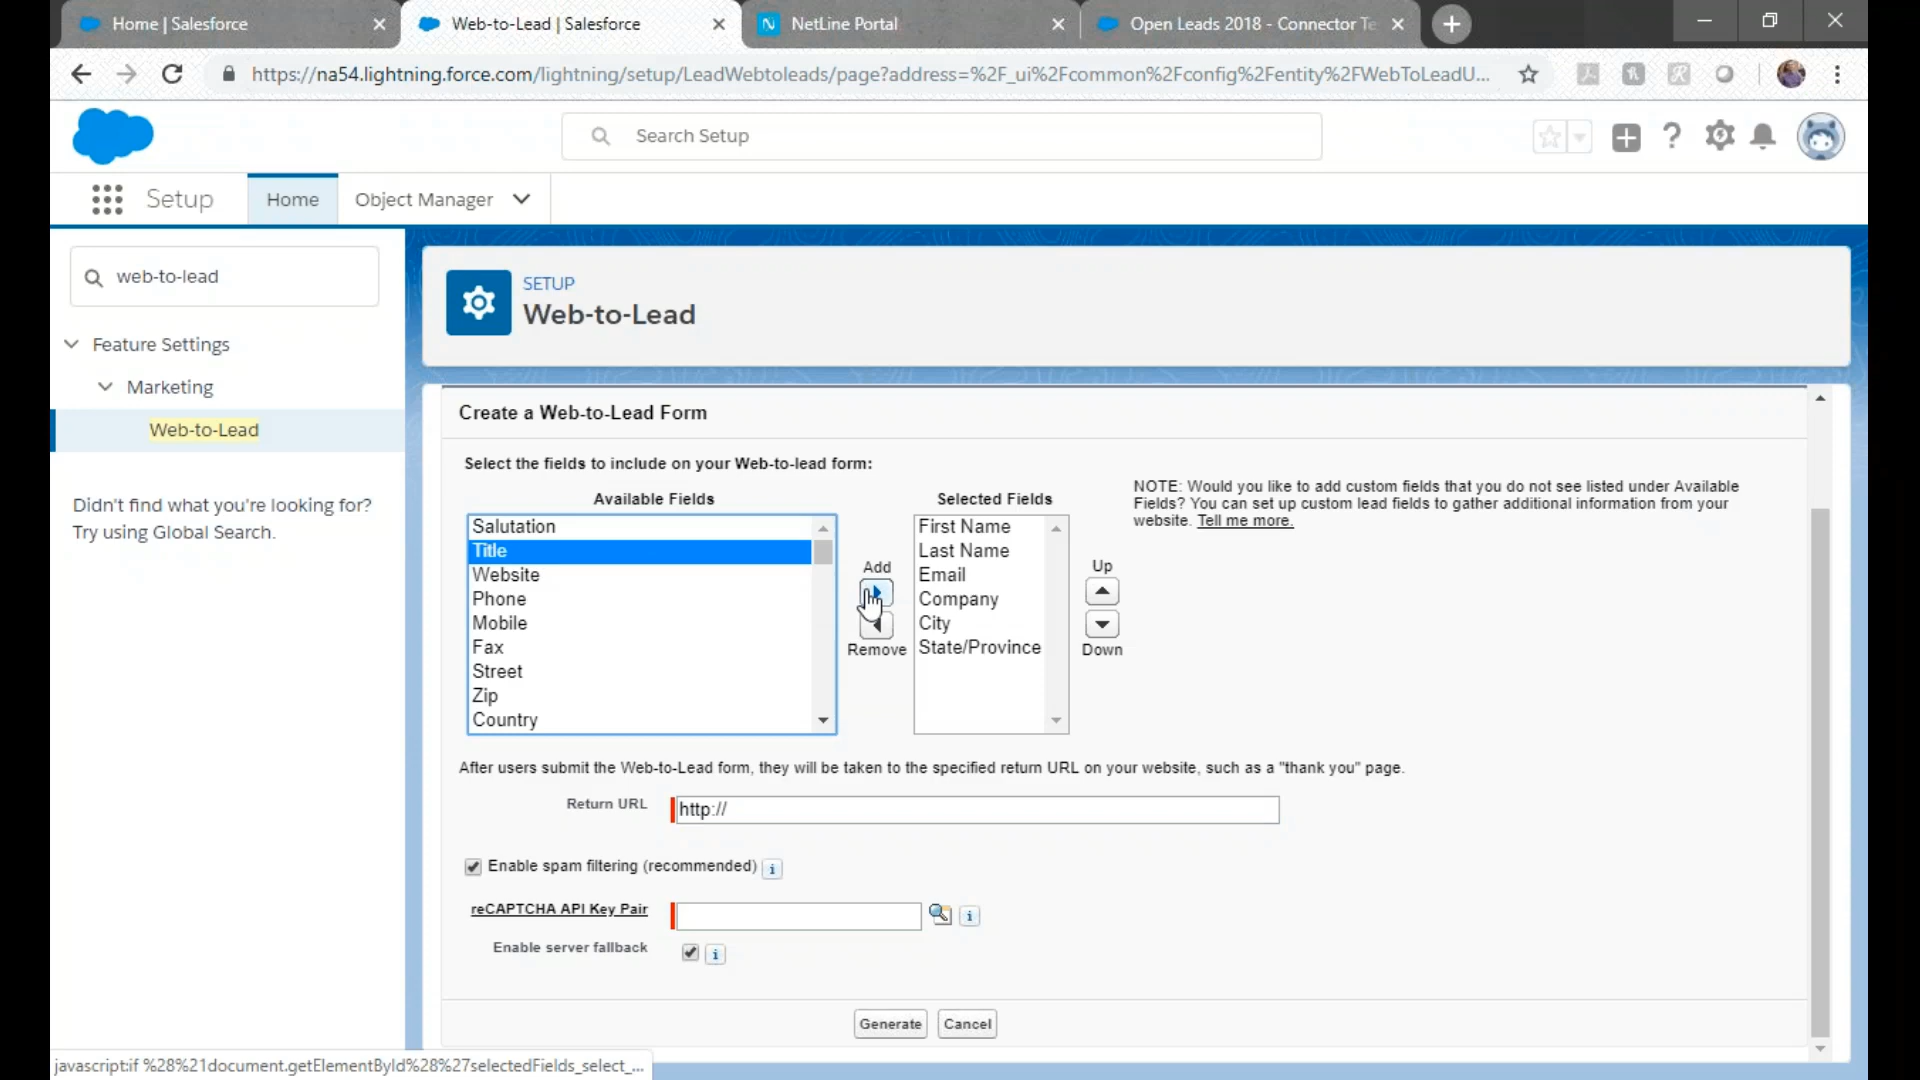 Home | Salesforce
Web-to-Lead | Salesforce
N NetLine Portal
Open Leads 2018 - Connector Te
https://na54.lightning.force.com/lightning/setup/LeadWebtoleads/page?address=%2F_ui%2Fcommon%2Fconfig%2Fentity%2FWebToLeadU...
Search Setup
Setup
Home
Object Manager
web-to-lead
Feature Settings
Marketing
Web-to-Lead
Didn't find what you're looking for?
Try using Global Search.
SETUP
Web-to-Lead
Create a Web-to-Lead Form
Select the fields to include on your Web-to-lead form:
Available Fields
Salutation
Title
Website
Phone
Mobile
Fax
Street
Zip
Country
Add
Remove
Selected Fields
First Name
Last Name
Email
Company
City
State/Province
Up
Down
NOTE: Would you like to add custom fields that you do not see listed under Available
Fields? You can set up custom lead fields to gather additional information from your
website. Tell me more.
After users submit the Web-to-Lead form, they will be taken to the specified return URL on your website, such as a "thank you" page.
Return URL
http://
Enable spam filtering (recommended) i
reCAPTCHA API Key Pair
i
Enable server fallback
i
Generate
Cancel
javascript:if %28%21document.getElementById%28%27selectedFields_select_...